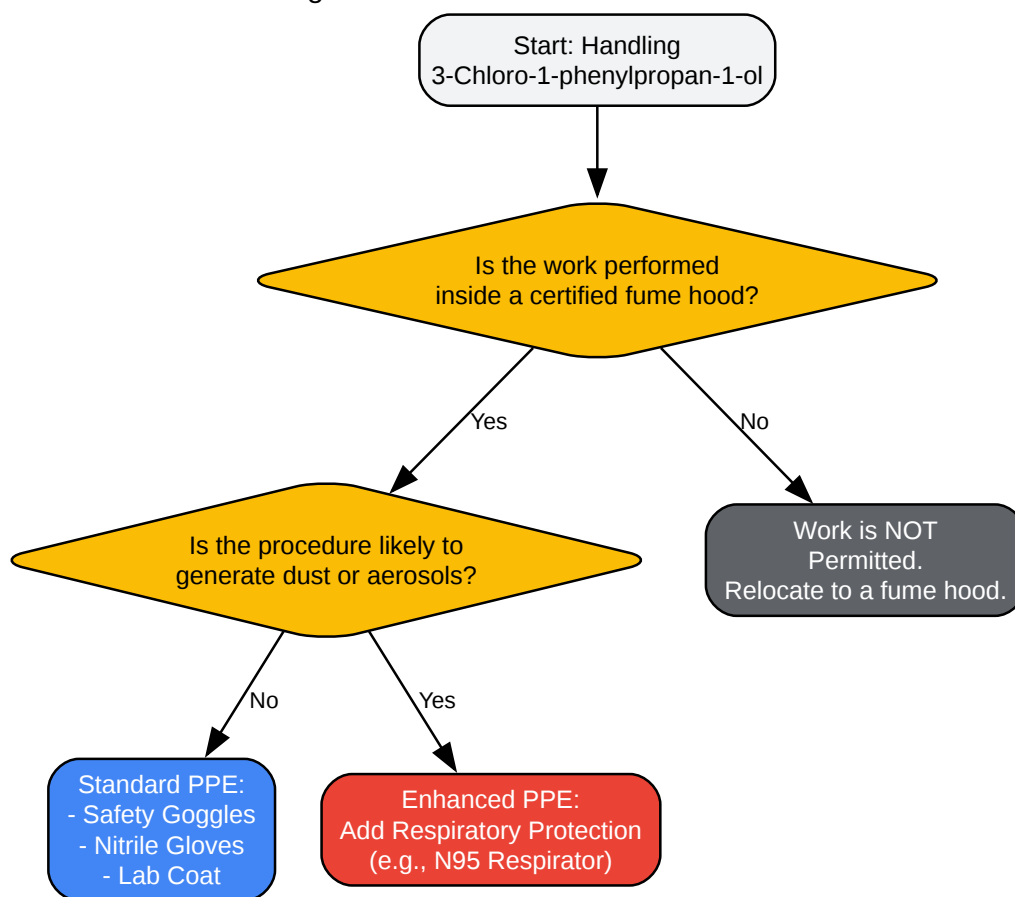 Start: Handling
3-Chloro-1-phenylpropan-1-ol
Is the work performed
inside a certified fume hood?
Yes
No
Is the procedure likely to
generate dust or aerosols?
Work is NOT
Permitted.
Relocate to a fume hood.
No
Yes
Standard PPE:
- Safety Goggles
- Nitrile Gloves
- Lab Coat
Enhanced PPE:
Add Respiratory Protection
(e.g., N95 Respirator)